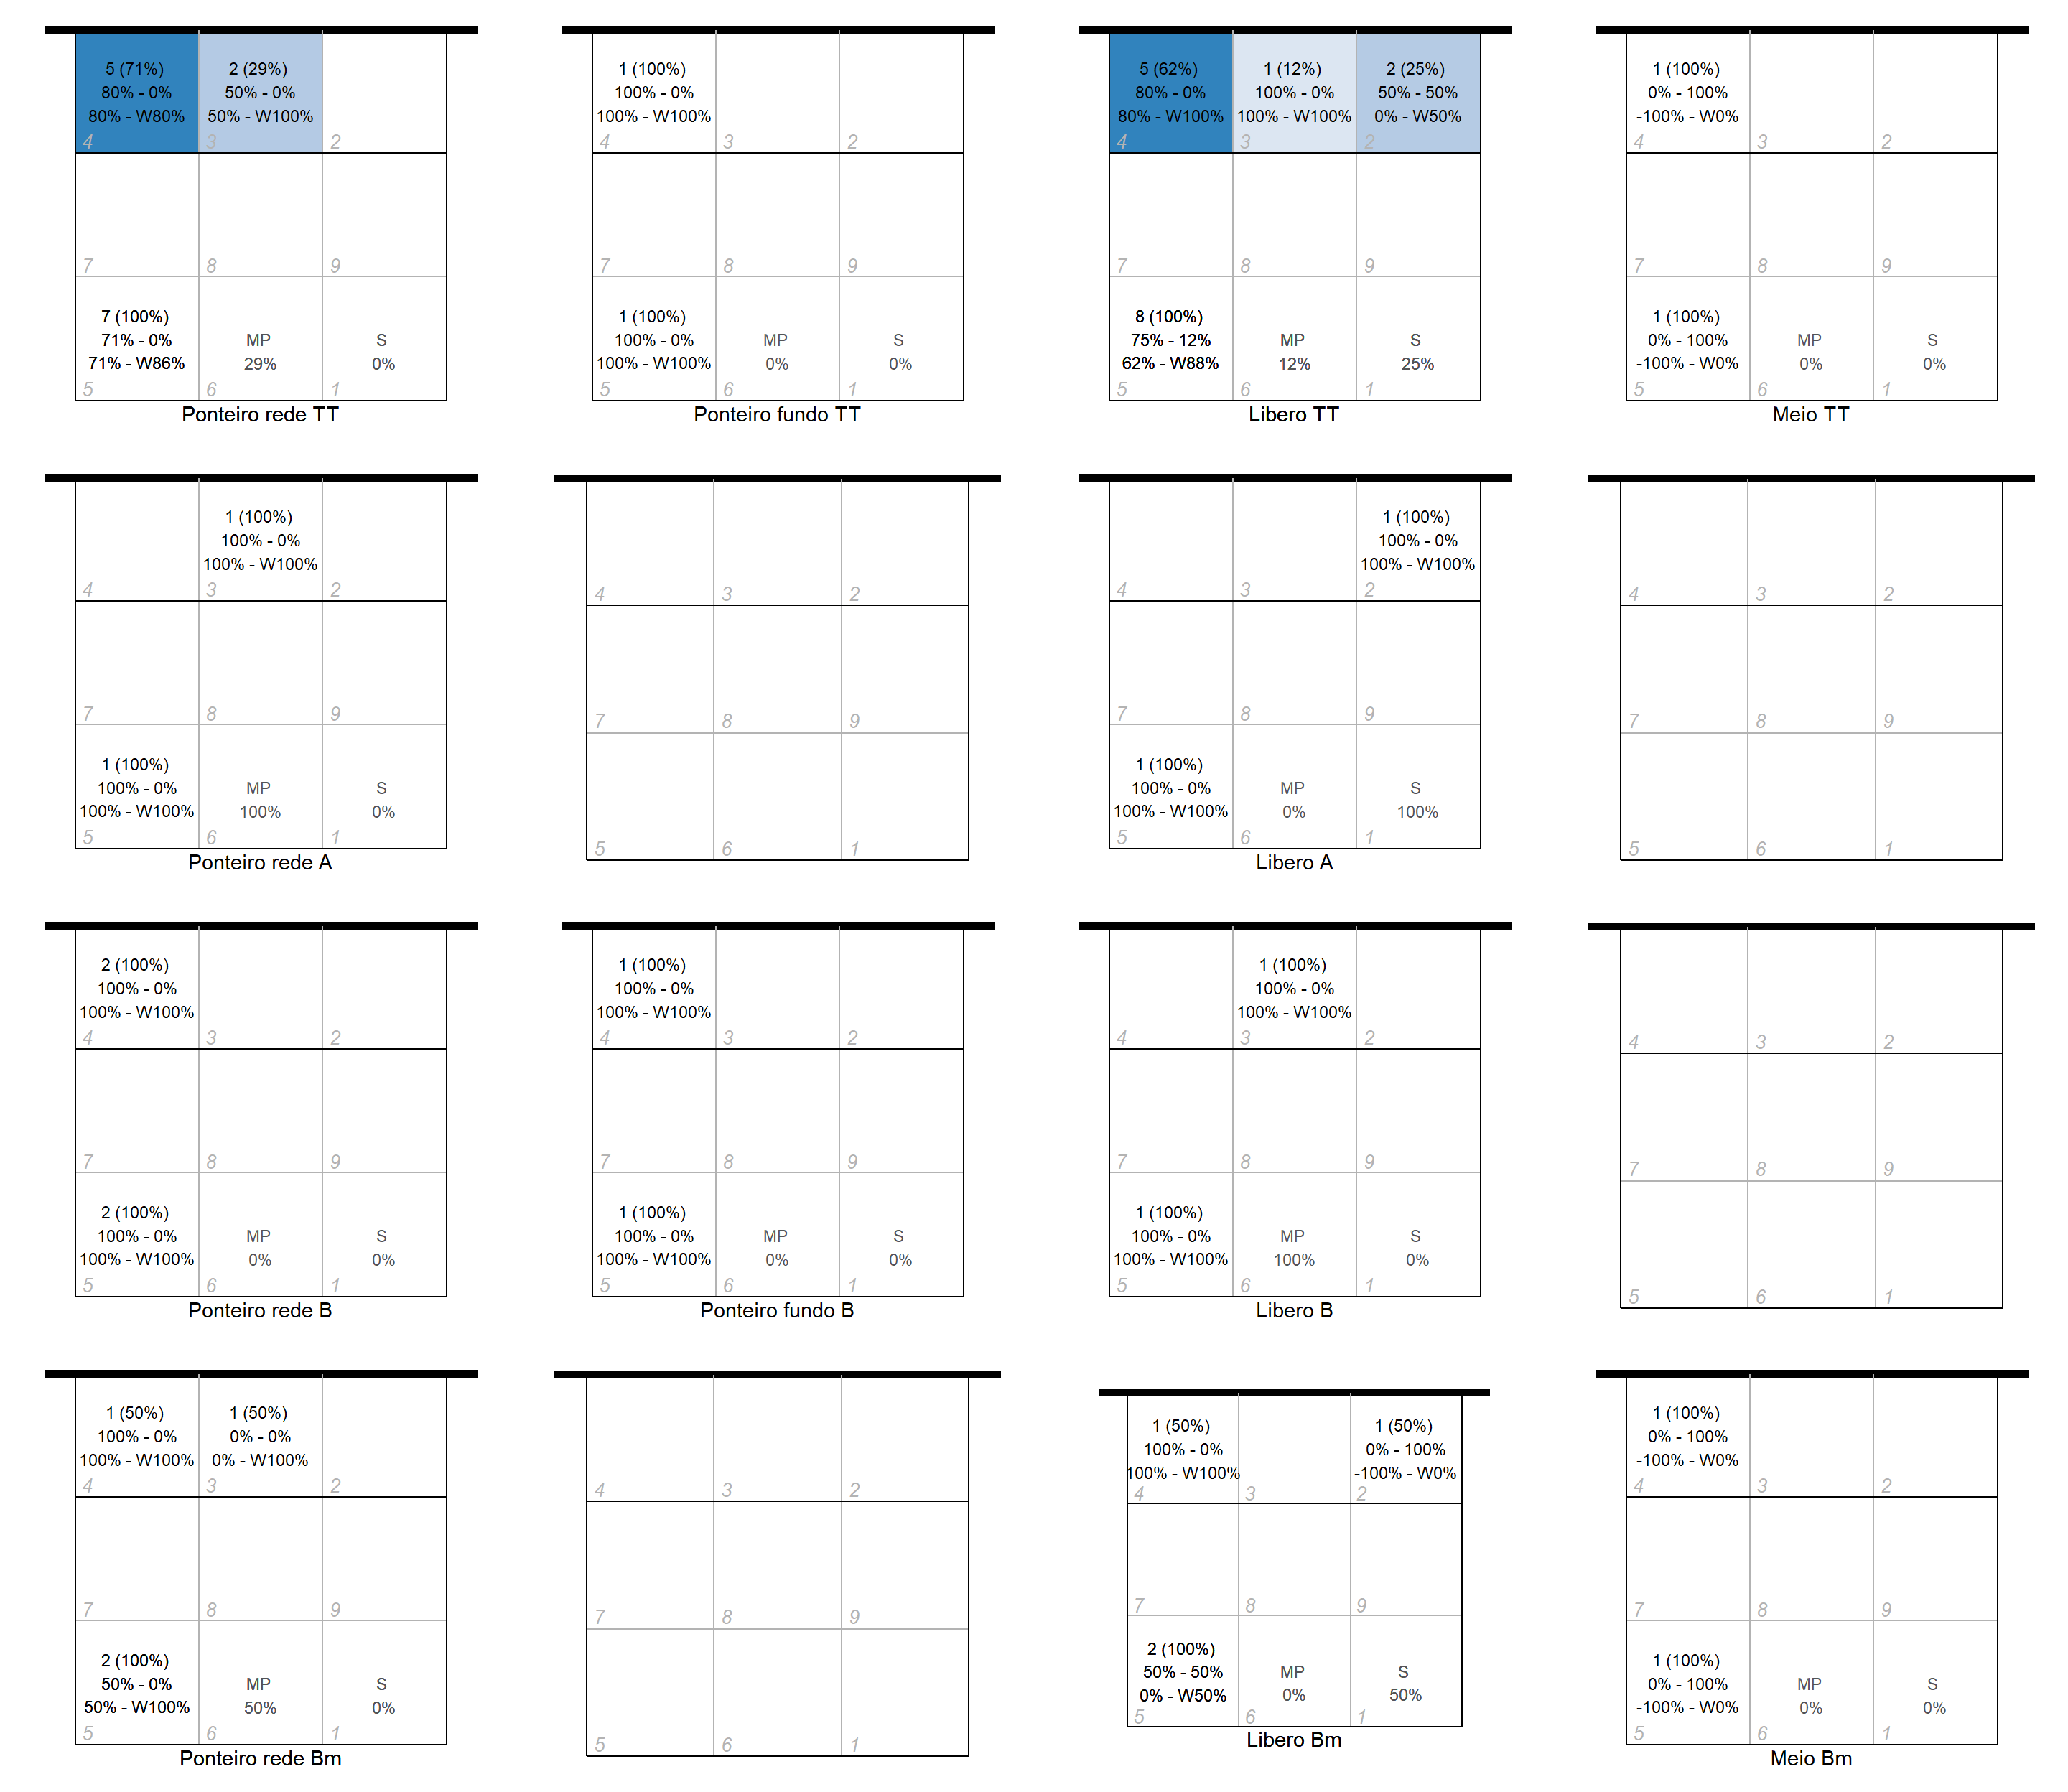 5 (71%)
80% - 0%
80% - W80%
4
2 (29%)
50% - 0%
50% - W100%
3
2
7
8
9
7 (100%)
71% - 0%
71% - W86%
5
MP
29%
6
S
0%
1
Ponteiro rede TT
1 (100%)
100% - 0%
100% - W100%
4
3
2
7
8
9
1 (100%)
100% - 0%
100% - W100%
5
MP
0%
6
S
0%
1
Ponteiro fundo TT
5 (62%)
80% - 0%
80% - W100%
4
1 (12%)
100% - 0%
100% - W100%
3
2 (25%)
50% - 50%
0% - W50%
2
7
8
9
8 (100%)
75% - 12%
62% - W88%
5
MP
12%
6
S
25%
1
Libero TT
1 (100%)
0% - 100%
-100% - W0%
4
3
2
7
8
9
1 (100%)
0% - 100%
-100% - W0%
5
MP
0%
6
S
0%
1
Meio TT
4
1 (100%)
100% - 0%
100% - W100%
3
2
7
8
9
1 (100%)
100% - 0%
100% - W100%
5
MP
100%
6
S
0%
1
Ponteiro rede A
4
3
2
7
8
9
5
6
1
4
3
1 (100%)
100% - 0%
100% - W100%
2
7
8
9
1 (100%)
100% - 0%
100% - W100%
5
MP
0%
6
S
100%
1
Libero A
4
3
2
7
8
9
5
6
1
2 (100%)
100% - 0%
100% - W100%
4
3
2
7
8
9
2 (100%)
100% - 0%
100% - W100%
5
MP
0%
6
S
0%
1
Ponteiro rede B
1 (100%)
100% - 0%
100% - W100%
4
3
2
7
8
9
1 (100%)
100% - 0%
100% - W100%
5
MP
0%
6
S
0%
1
Ponteiro fundo B
4
1 (100%)
100% - 0%
100% - W100%
3
2
7
8
9
1 (100%)
100% - 0%
100% - W100%
5
MP
100%
6
S
0%
1
Libero B
4
3
2
7
8
9
5
6
1
1 (50%)
100% - 0%
100% - W100%
4
1 (50%)
0% - 0%
0% - W100%
3
2
7
8
9
2 (100%)
50% - 0%
50% - W100%
5
MP
50%
6
S
0%
1
Ponteiro rede Bm
4
3
2
7
8
9
5
6
1
1 (50%)
100% - 0%
100% - W100%
4
3
1 (50%)
0% - 100%
-100% - W0%
2
7
8
9
2 (100%)
50% - 50%
0% - W50%
5
MP
0%
6
S
50%
1
Libero Bm
1 (100%)
0% - 100%
-100% - W0%
4
3
2
7
8
9
1 (100%)
0% - 100%
-100% - W0%
5
MP
0%
6
S
0%
1
Meio Bm